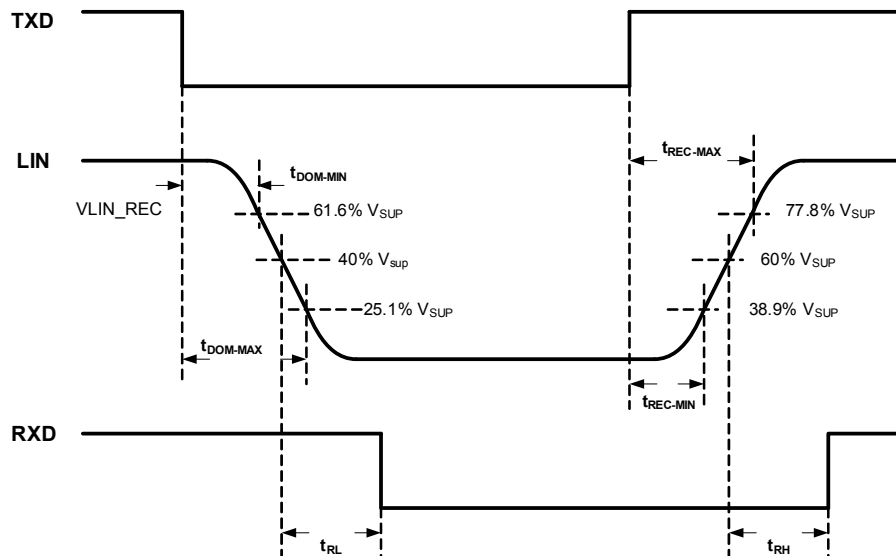 TXD
LIN
tDOM-MIN
tREC-MAX
VLIN_REC
61.6% VSUP
77.8% VSUP
40% Vsup
60% VSUP
25.1% VSUP
38.9% VSUP
tDOM-MAX
tREC-MIN
RXD
tRL
tRH